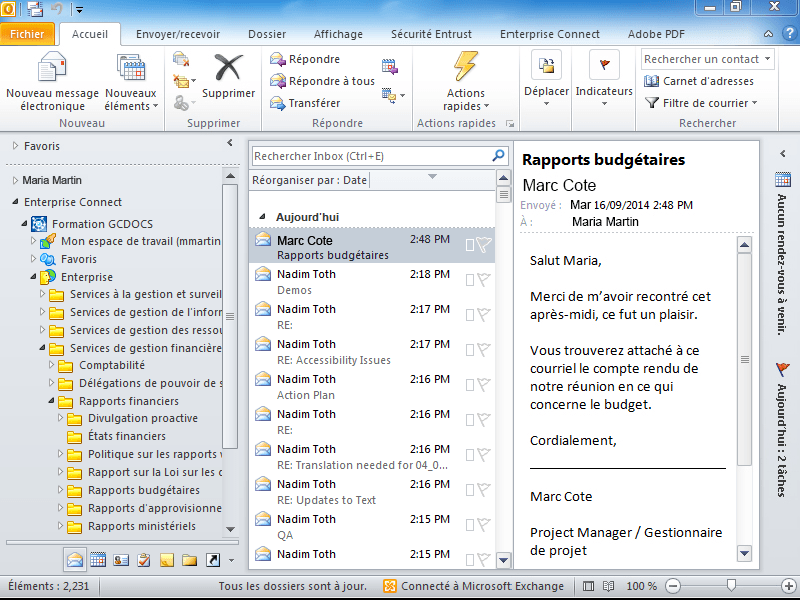 Fichier Accueil Envoyer/recevoir Dossier Affichage Sécurité Entrust Enterprise Connect Adobe PDF
Nouveau message électronique
Nouveaux éléments
Nouveau
Supprimer
Supprimer
Répondre
Répondre à tous
Transférer
Répondre
Actions rapides
Actions rapides
Déplacer
Indicateurs
Rechercher un contact
Carnet d'adresses
Filtre de courrier
Rechercher
Favoris
Maria Martin
Enterprise Connect
Formation GCDOCS
Mon espace de travail (mmartin
Favoris
Enterprise
Services à la gestion et surveil
Services de gestion de l'inforr
Services de gestion des ressou
Services de gestion financière
Comptabilité
Délégations de pouvoir de s
Rapports financiers
Divulgation proactive
États financiers
Politique sur les rapports
Rapport sur la Loi sur les c
Rapports budgétaires
Rapports d'approvisionne
Rapports ministériels
Rechercher Inbox (Ctrl+E)
Réorganiser par : Date
Aujourd'hui
Marc Cote 2:48 PM
Rapports budgétaires
Nadim Toth 2:18 PM
Demos
Nadim Toth 2:17 PM
RE:
Nadim Toth 2:17 PM
RE: Accessibility Issues
Nadim Toth 2:16 PM
Action Plan
Nadim Toth 2:16 PM
RE:
Nadim Toth 2:16 PM
RE: Translation needed for 04_0...
Nadim Toth 2:16 PM
RE: Updates to Text
Nadim Toth 2:15 PM
QA
Nadim Toth 2:15 PM
Rapports budgétaires
Marc Cote
Envoyé : Mar 16/09/2014 2:48 PM
À : Maria Martin
Salut Maria,
Merci de m'avoir recontré cet
après-midi, ce fut un plaisir.
Vous trouverez attaché à ce
courriel le compte rendu de
notre réunion en ce qui
concerne le budget.
Cordialement,
Marc Cote
Project Manager / Gestionnaire
de projet
Aucun rendez-vous à venir.
Aujourd'hui : 2 tâches
Éléments : 2,231 Tous les dossiers sont à jour. Connecté à Microsoft Exchange 100 %